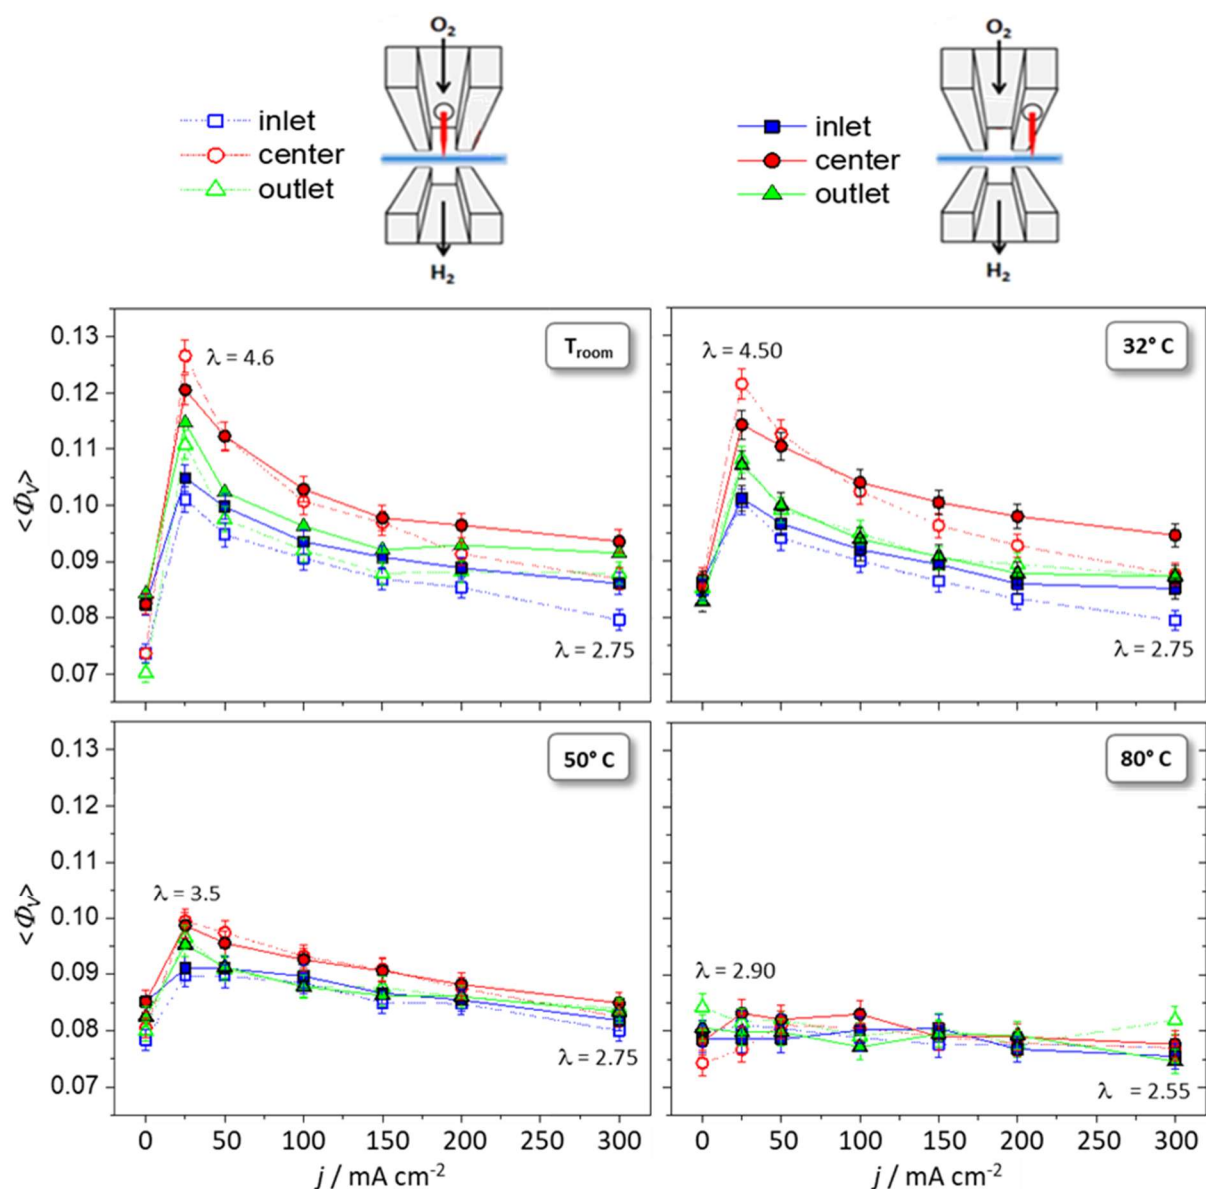 O₂
O₂
inlet
center
outlet
inlet
center
outlet
H₂
H₂
<Φ_V>
0.13
0.12
0.11
0.10
0.09
0.08
0.07
λ = 4.6
T_room
λ = 2.75
λ = 4.50
32° C
λ = 2.75
<Φ_V>
0.13
0.12
0.11
0.10
0.09
0.08
0.07
50° C
λ = 3.5
λ = 2.75
80° C
λ = 2.90
λ = 2.55
0 50 100 150 200 250 300
0 50 100 150 200 250 300
j / mA cm⁻²
j / mA cm⁻²